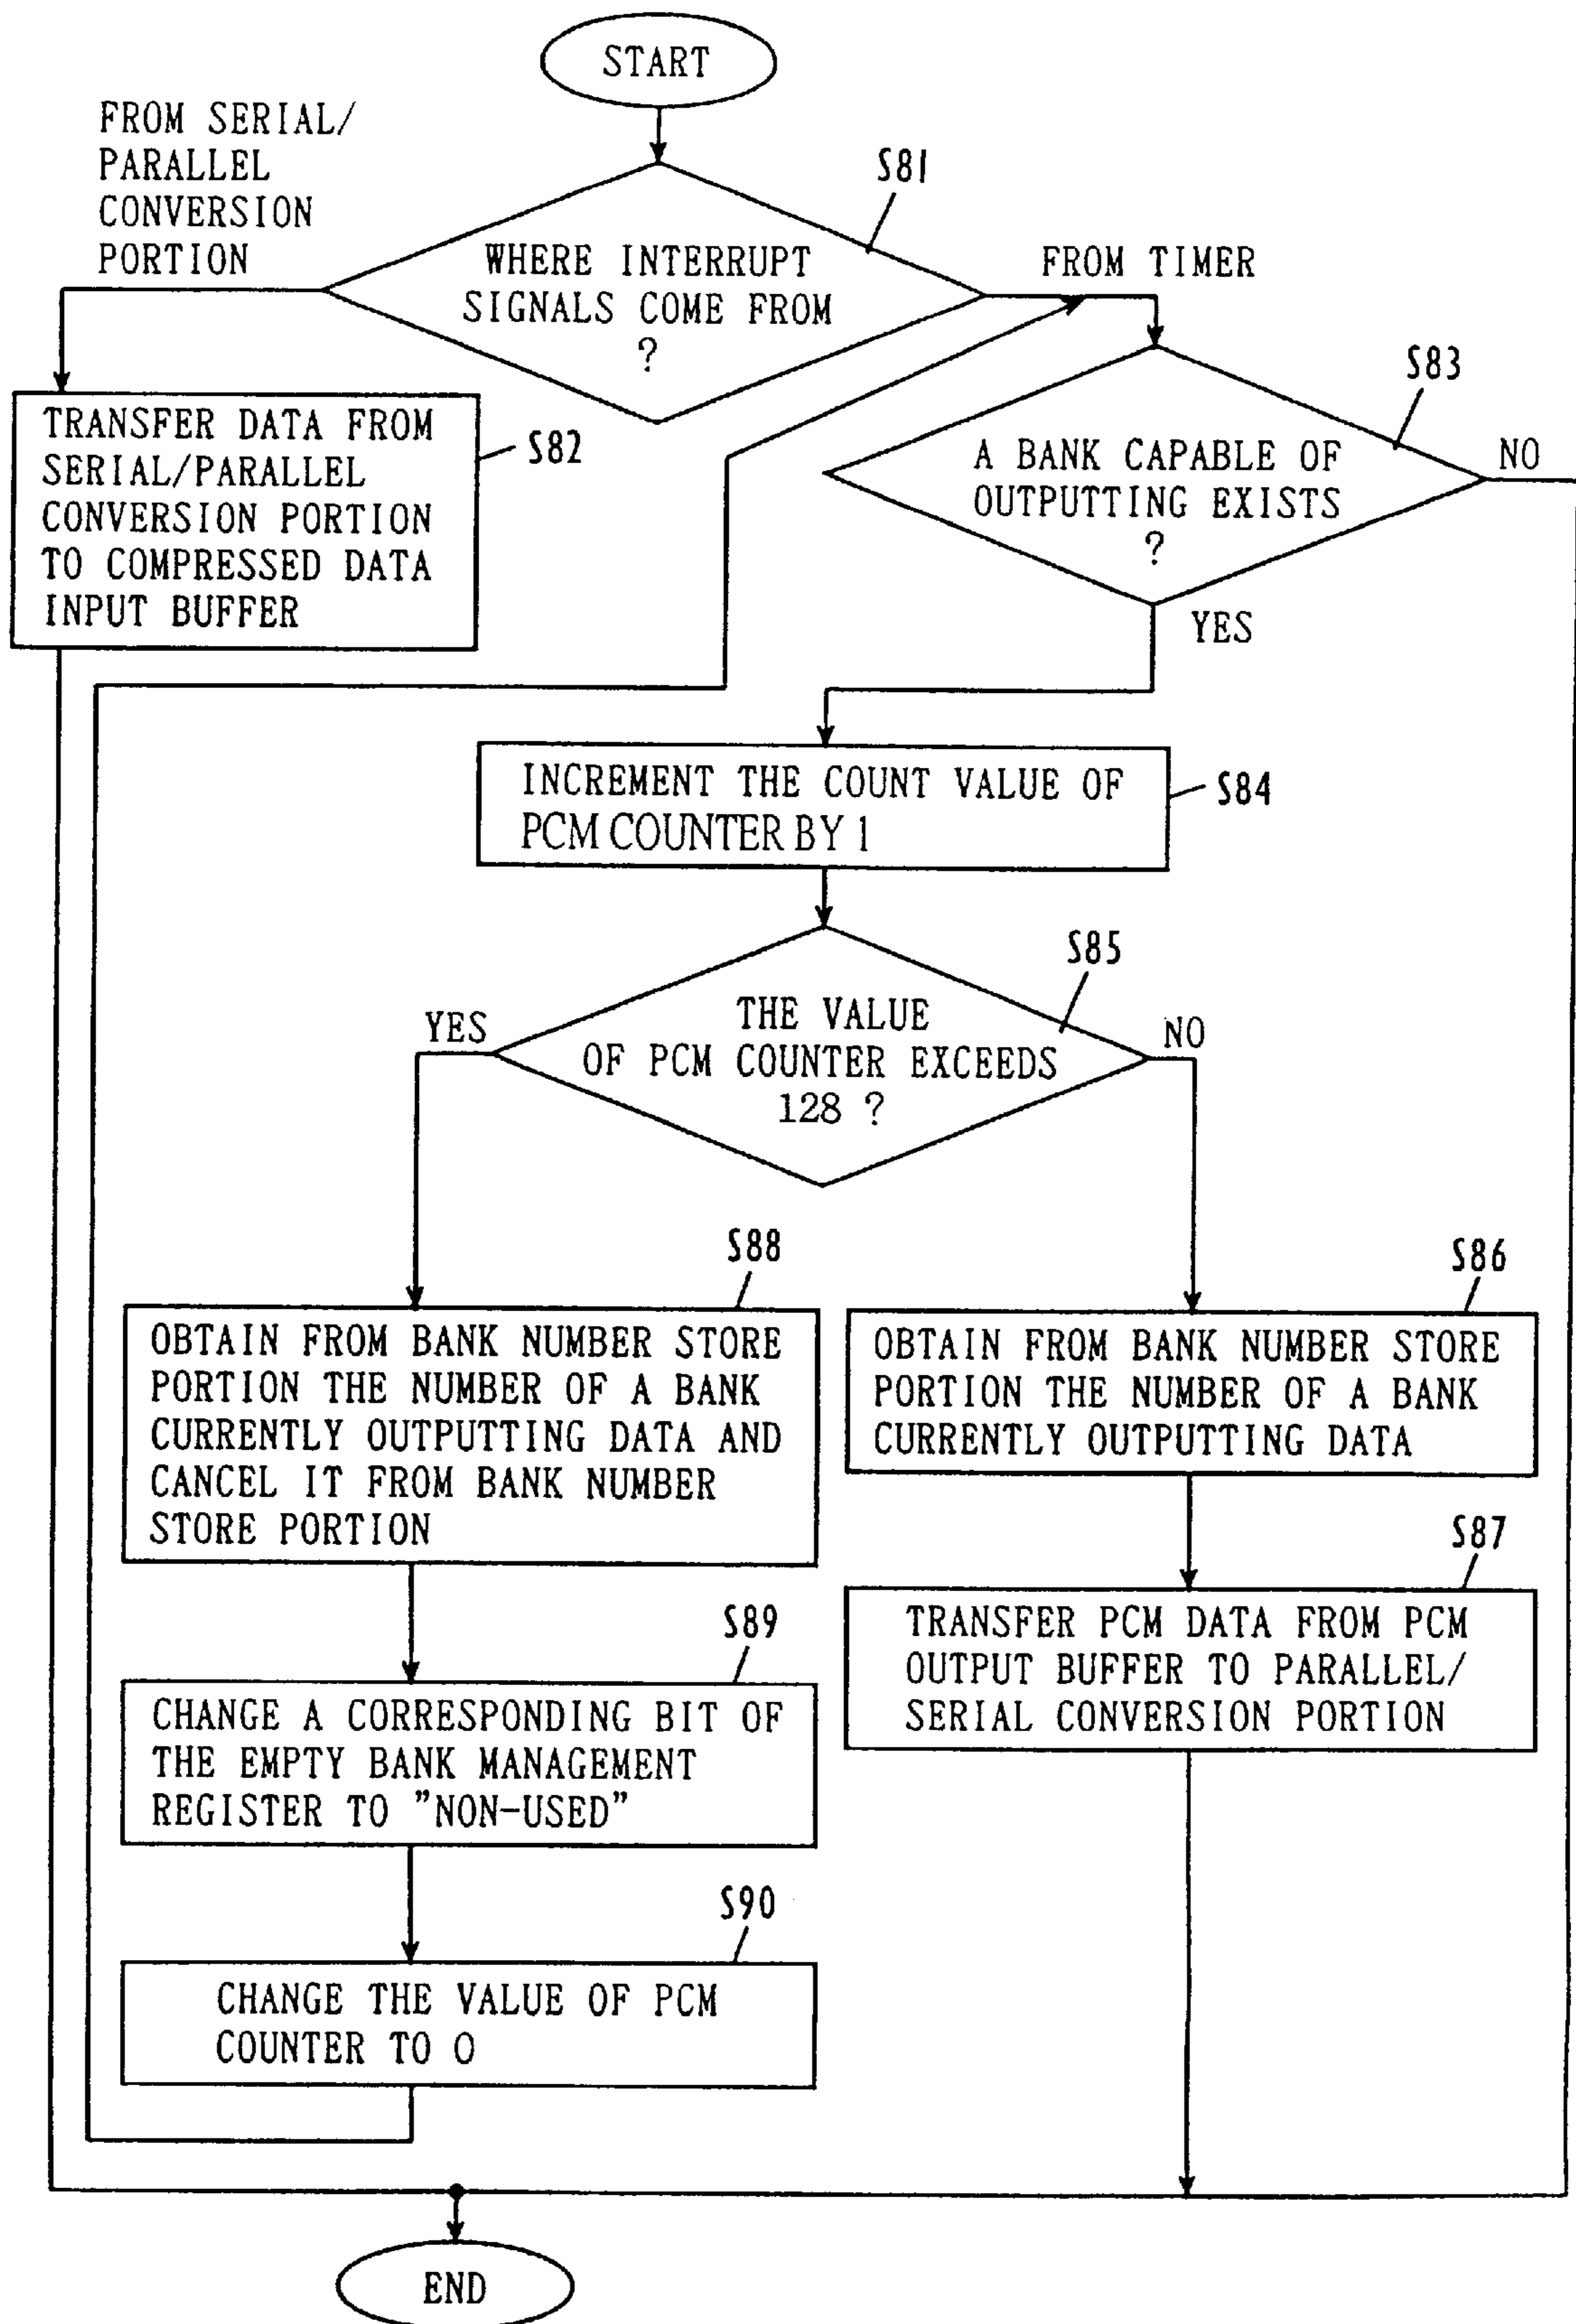 START
FROM SERIAL/
PARALLEL
CONVERSION
PORTION
S81
WHERE INTERRUPT
SIGNALS COME FROM
?
FROM TIMER
TRANSFER DATA FROM
SERIAL/PARALLEL
CONVERSION PORTION
TO COMPRESSED DATA
INPUT BUFFER
S82
S83
A BANK CAPABLE OF
OUTPUTTING EXISTS
?
NO
YES
INCREMENT THE COUNT VALUE OF
PCM COUNTER BY 1
S84
S85
THE VALUE
OF PCM COUNTER EXCEEDS
128 ?
YES
NO
S88
OBTAIN FROM BANK NUMBER STORE
PORTION THE NUMBER OF A BANK
CURRENTLY OUTPUTTING DATA AND
CANCEL IT FROM BANK NUMBER
STORE PORTION
S86
OBTAIN FROM BANK NUMBER STORE
PORTION THE NUMBER OF A BANK
CURRENTLY OUTPUTTING DATA
S87
TRANSFER PCM DATA FROM PCM
OUTPUT BUFFER TO PARALLEL/
SERIAL CONVERSION PORTION
S89
CHANGE A CORRESPONDING BIT OF
THE EMPTY BANK MANAGEMENT
REGISTER TO "NON-USED"
S90
CHANGE THE VALUE OF PCM
COUNTER TO 0
END